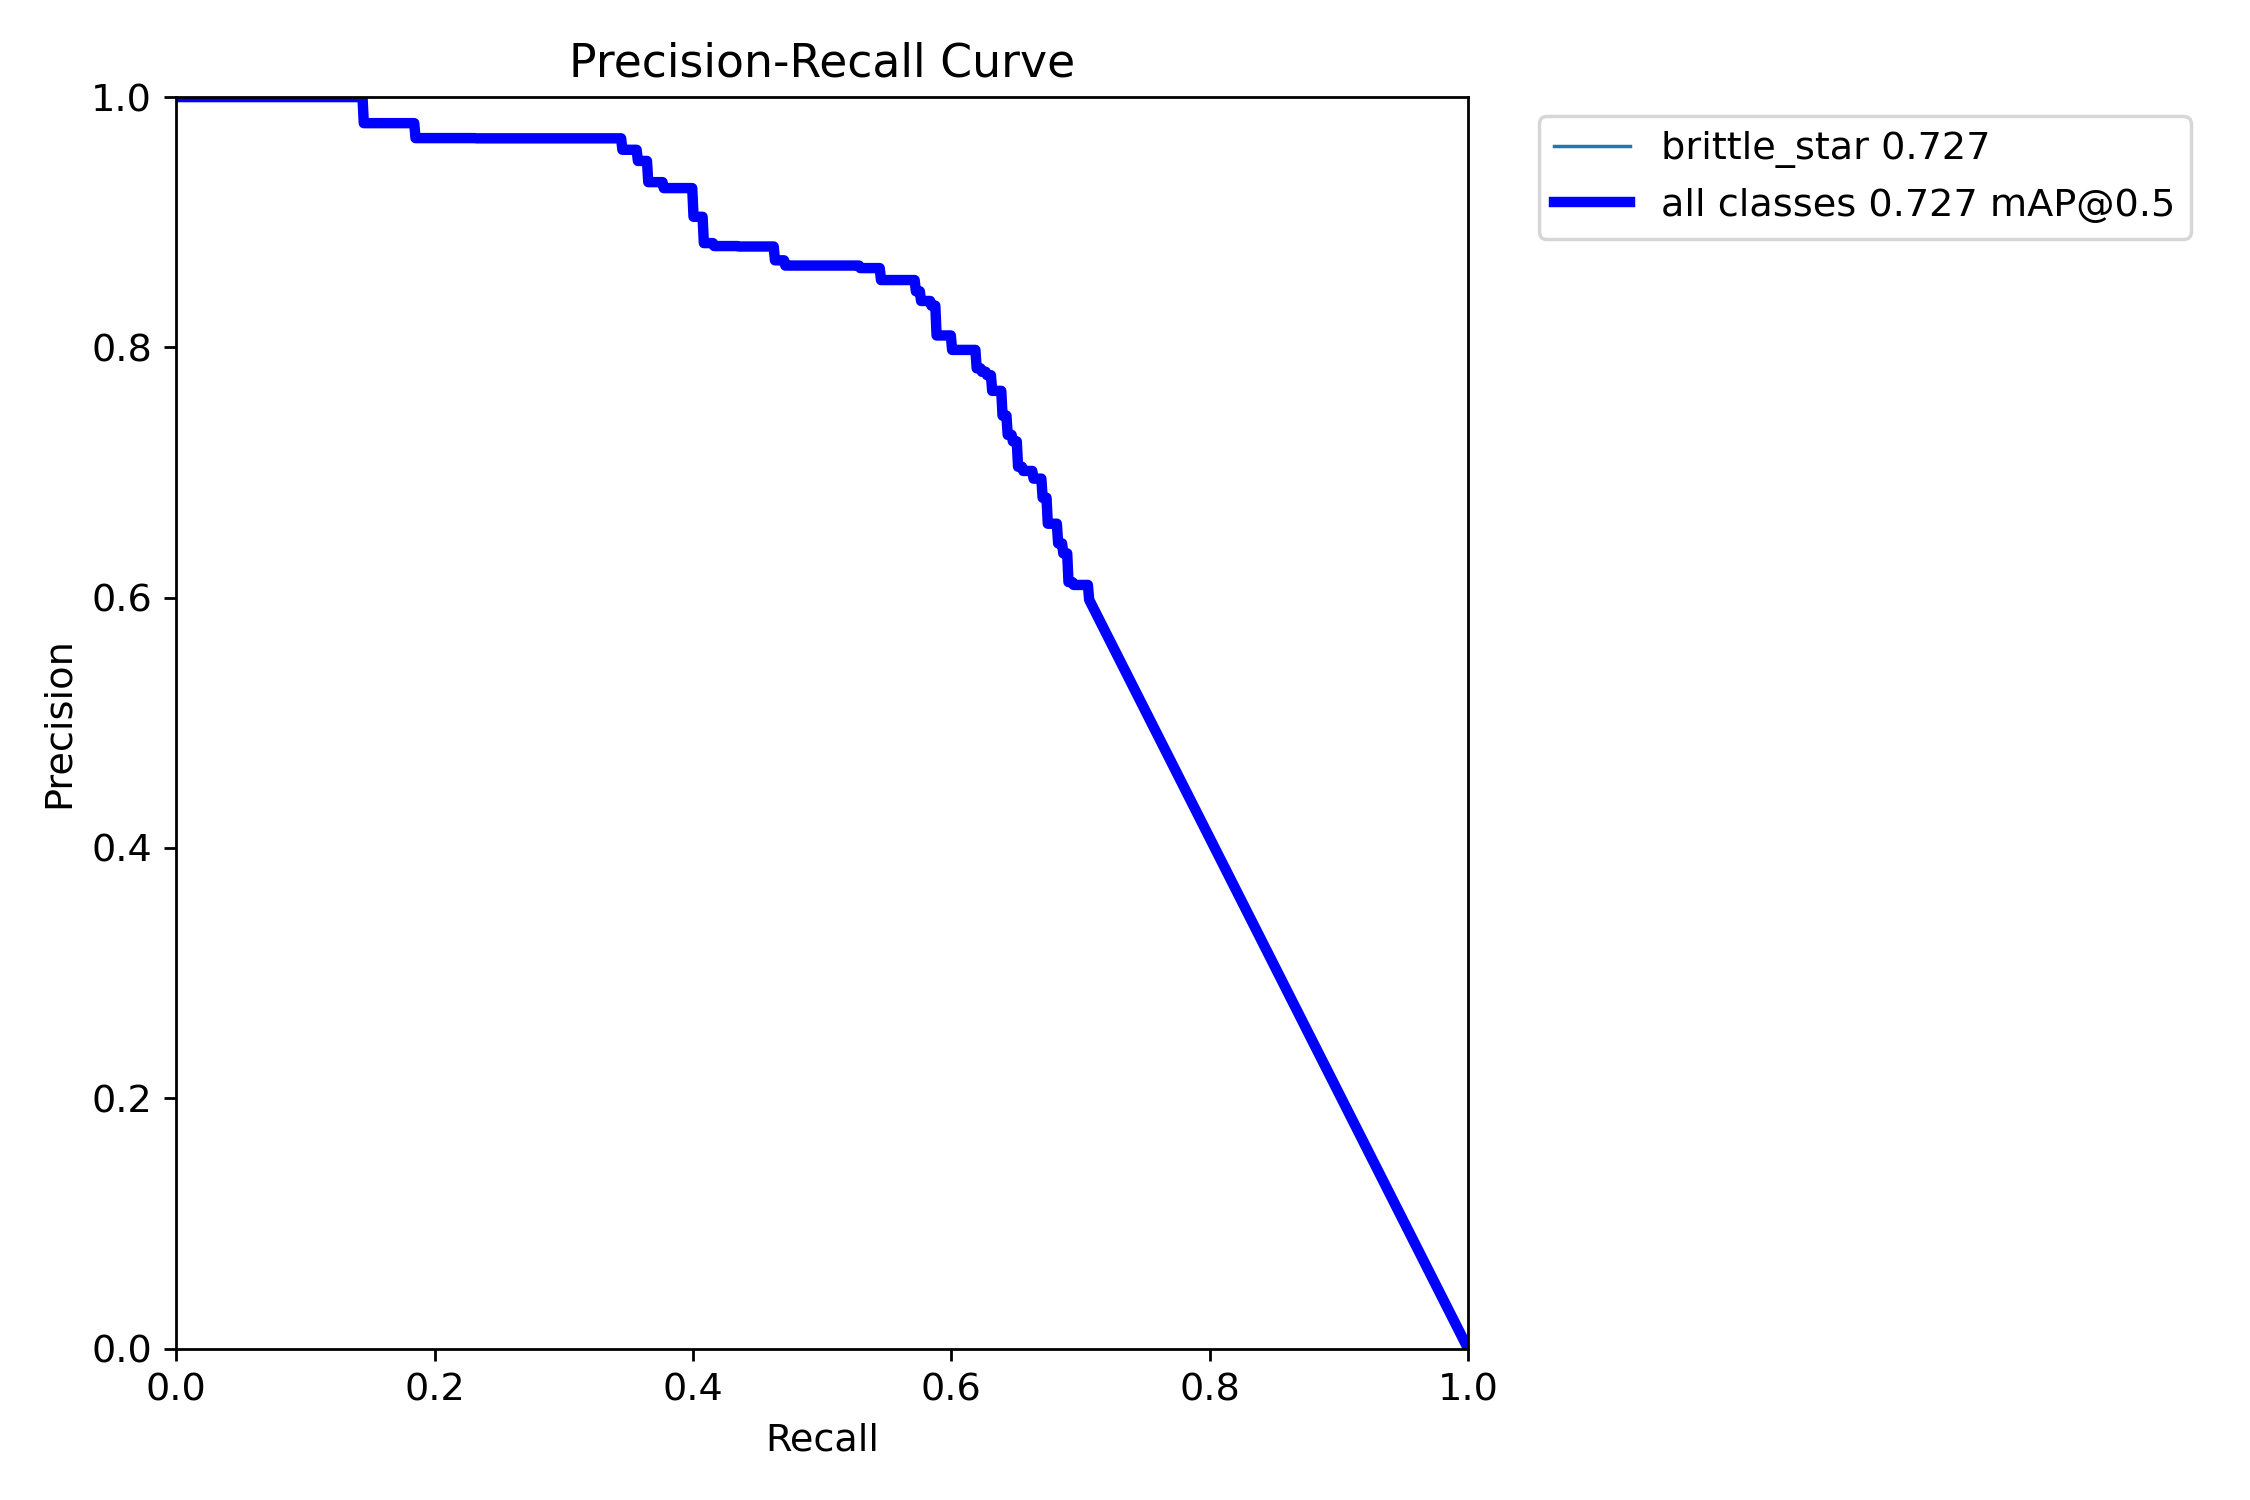 Precision-Recall Curve
1.0
0.8
0.6
0.4
0.2
0.0
Precision
0.0 0.2 0.4 0.6 0.8 1.0
Recall
brittle_star 0.727
all classes 0.727 mAP@0.5